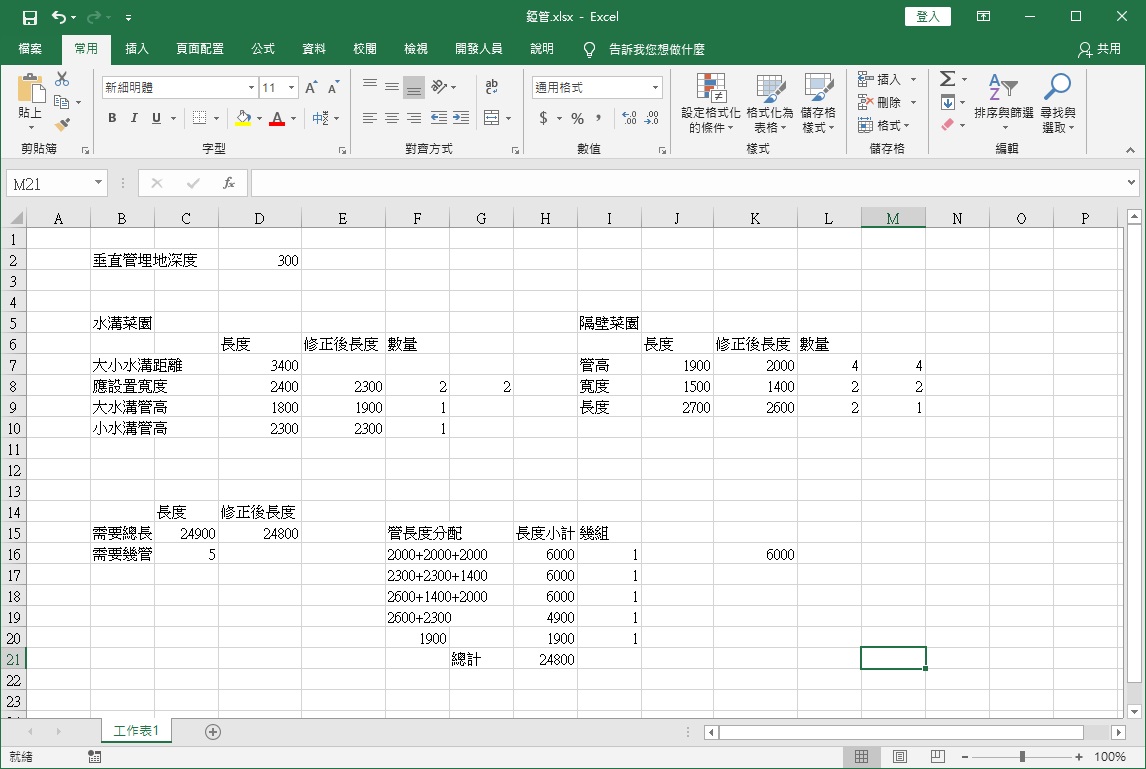 錏管.xlsx - Excel
登入
檔案 常用 插入 頁面配置 公式 資料 校閱 檢視 開發人員 說明 告訴我您想做什麼 共用
貼上
新細明體 11
B I U
通用格式
$ % ,
設定格式化的條件
格式化為表格
儲存格樣式
插入
刪除
格式
排序與篩選
尋找與選取
剪貼簿 字型 對齊方式 數值 樣式 儲存格 編輯
M21 fx
A B C D E F G H I J K L M N O P
1
2 垂直管埋地深度 300
3
4
5 水溝菜園 隔壁菜園
6 長度 修正後長度 數量 長度 修正後長度 數量
7 大小水溝距離 3400 管高 1900 2000 4 4
8 應設置寬度 2400 2300 2 2 寬度 1500 1400 2 2
9 大水溝管高 1800 1900 1 長度 2700 2600 2 1
10 小水溝管高 2300 2300 1
11
12
13
14 長度 修正後長度
15 需要總長 24900 24800 管長度分配 長度小計 幾組
16 需要幾管 5 2000+2000+2000 6000 1 6000
17 2300+2300+1400 6000 1
18 2600+1400+2000 6000 1
19 2600+2300 4900 1
20 1900 1900 1
21 總計 24800
22
23
工作表1
就緒 100%